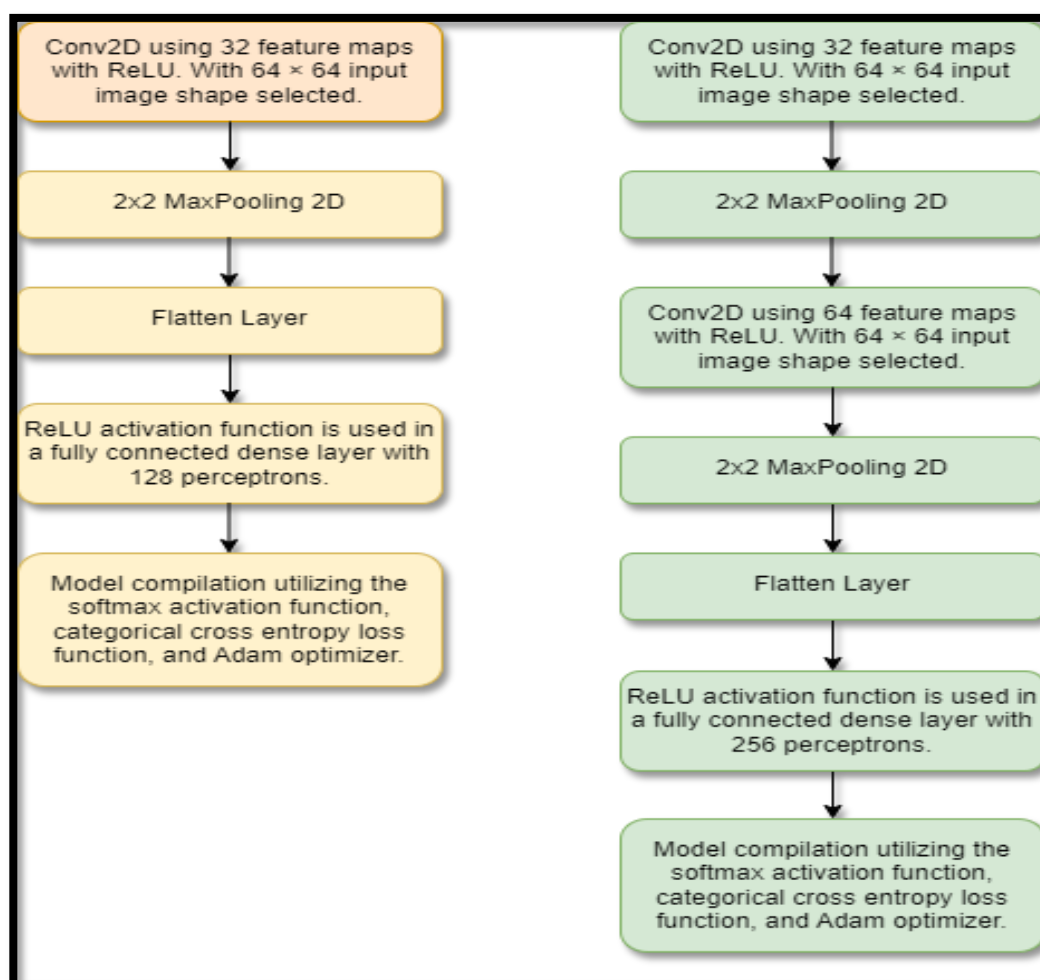 Conv2D using 32 feature maps
with ReLU. With 64 × 64 input
image shape selected.
2x2 MaxPooling 2D
Flatten Layer
ReLU activation function is used in
a fully connected dense layer with
128 perceptrons.
Model compilation utilizing the
softmax activation function,
categorical cross entropy loss
function, and Adam optimizer.
Conv2D using 32 feature maps
with ReLU. With 64 × 64 input
image shape selected.
2x2 MaxPooling 2D
Conv2D using 64 feature maps
with ReLU. With 64 × 64 input
image shape selected.
2x2 MaxPooling 2D
Flatten Layer
ReLU activation function is used in
a fully connected dense layer with
256 perceptrons.
Model compilation utilizing the
softmax activation function,
categorical cross entropy loss
function, and Adam optimizer.